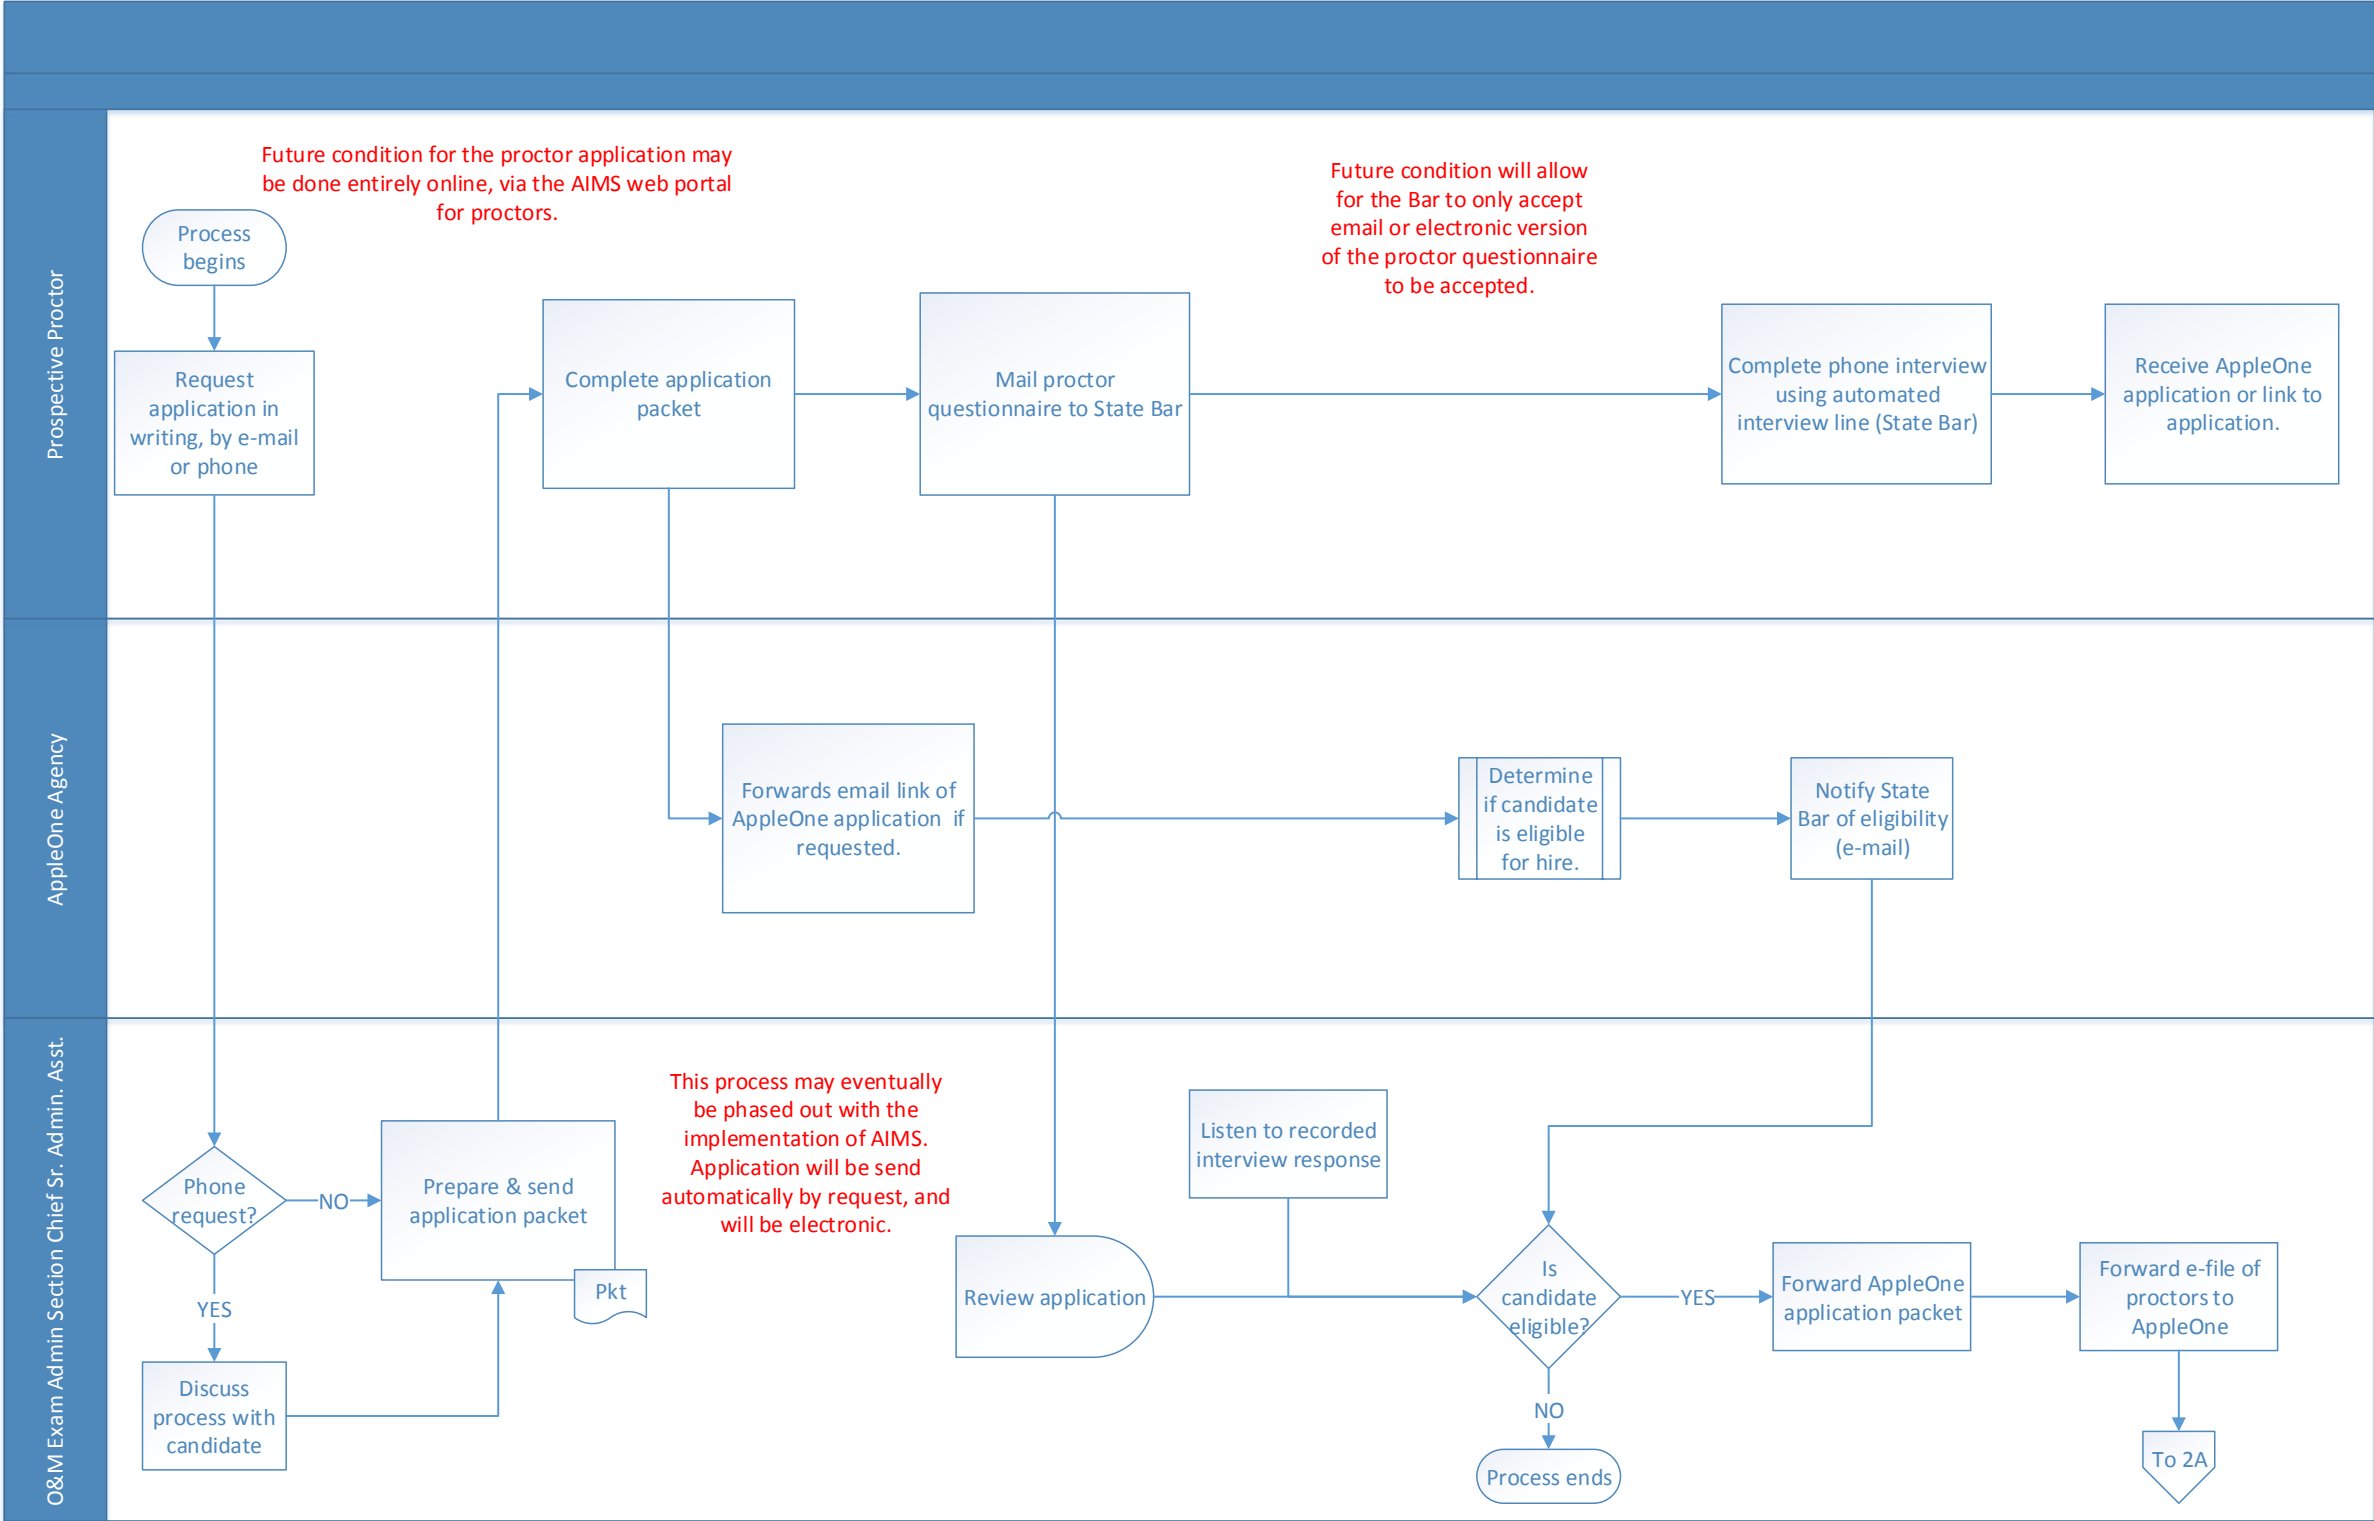 Prospective Proctor
Future condition for the proctor application may
be done entirely online, via the AIMS web portal
for proctors.
Future condition will allow
for the Bar to only accept
email or electronic version
of the proctor questionnaire
to be accepted.
Process
begins
Request
application in
writing, by e-mail
or phone
Complete application
packet
Mail proctor
questionnaire to State Bar
Complete phone interview
using automated
interview line (State Bar)
Receive AppleOne
application or link to
application.
AppleOne Agency
Forwards email link of
AppleOne application if
requested.
Determine
if candidate
is eligible
for hire.
Notify State
Bar of eligibility
(e-mail)
O&M Exam Admin Section Chief Sr. Admin. Asst.
Phone
request?
NO
YES
Discuss
process with
candidate
Prepare & send
application packet
Pkt
This process may eventually
be phased out with the
implementation of AIMS.
Application will be send
automatically by request, and
will be electronic.
Review application
Listen to recorded
interview response
Is
candidate
eligible?
YES
NO
Process ends
Forward AppleOne
application packet
Forward e-file of
proctors to
AppleOne
To 2A